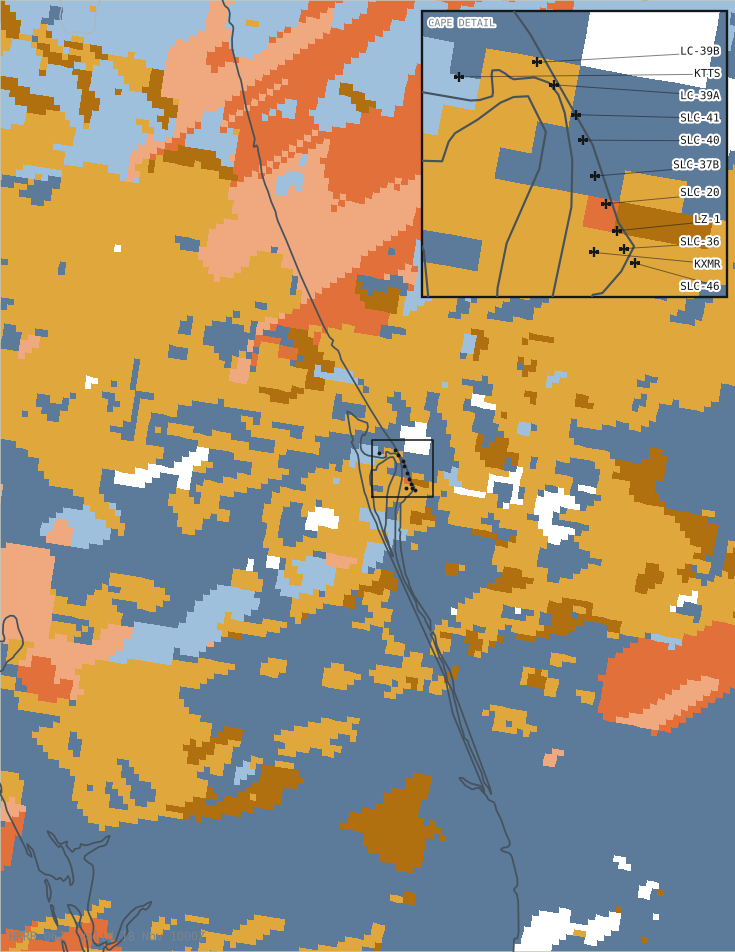 CAPE DETAIL
LC-39B
KTTS
LC-39A
SLC-41
SLC-40
SLC-37B
SLC-20
LZ-1
SLC-36
KXMR
SLC-46